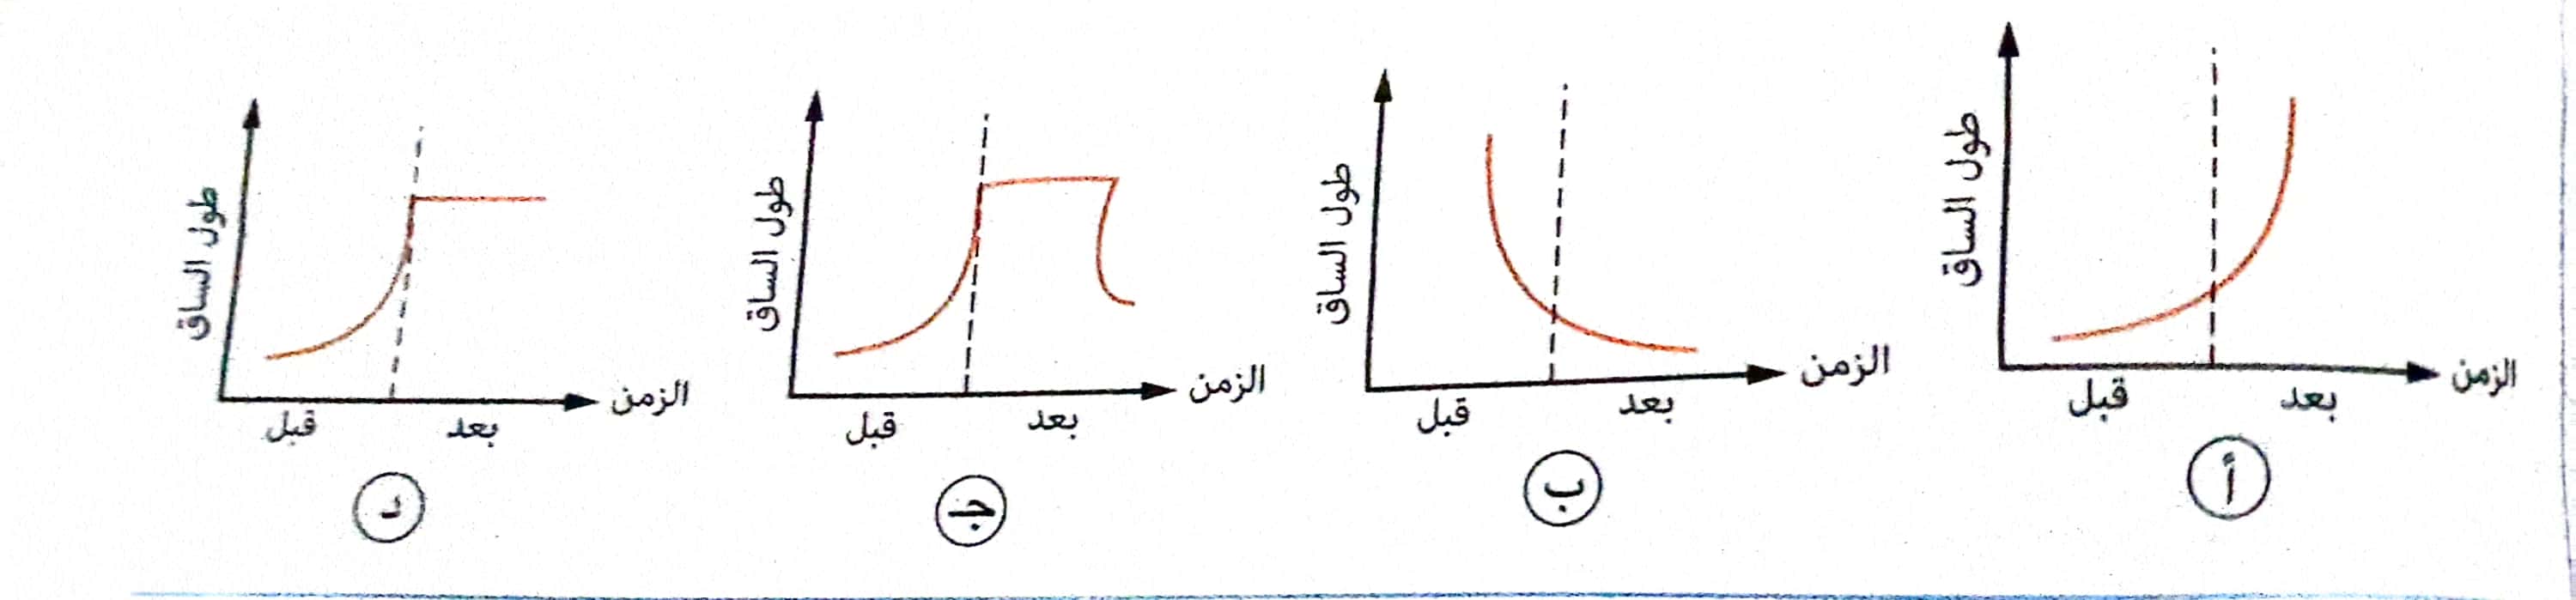 طول الساق
الزمن
قبل
بعد
أ
طول الساق
الزمن
قبل
بعد
ب
طول الساق
الزمن
قبل
بعد
جـ
طول الساق
الزمن
قبل
بعد
د